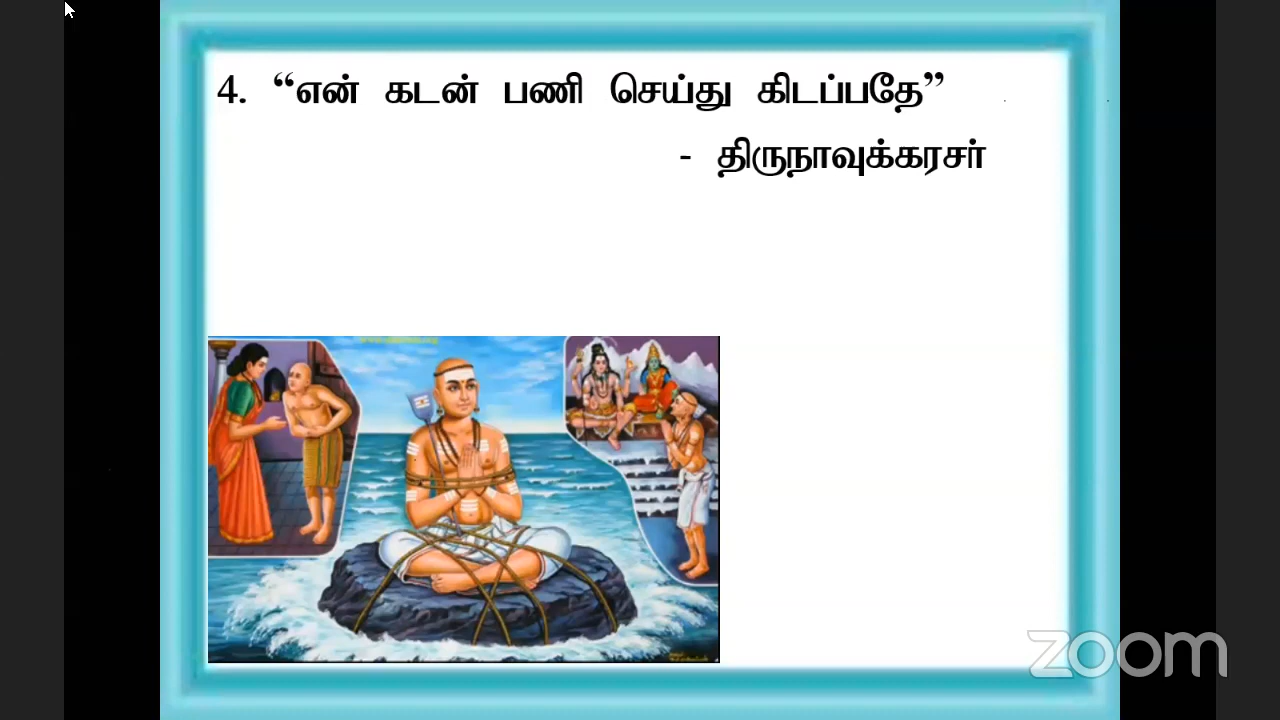 4. “என் கடன் பணி செய்து கிடப்பதே”
- திருநாவுக்கரசர்
zoom